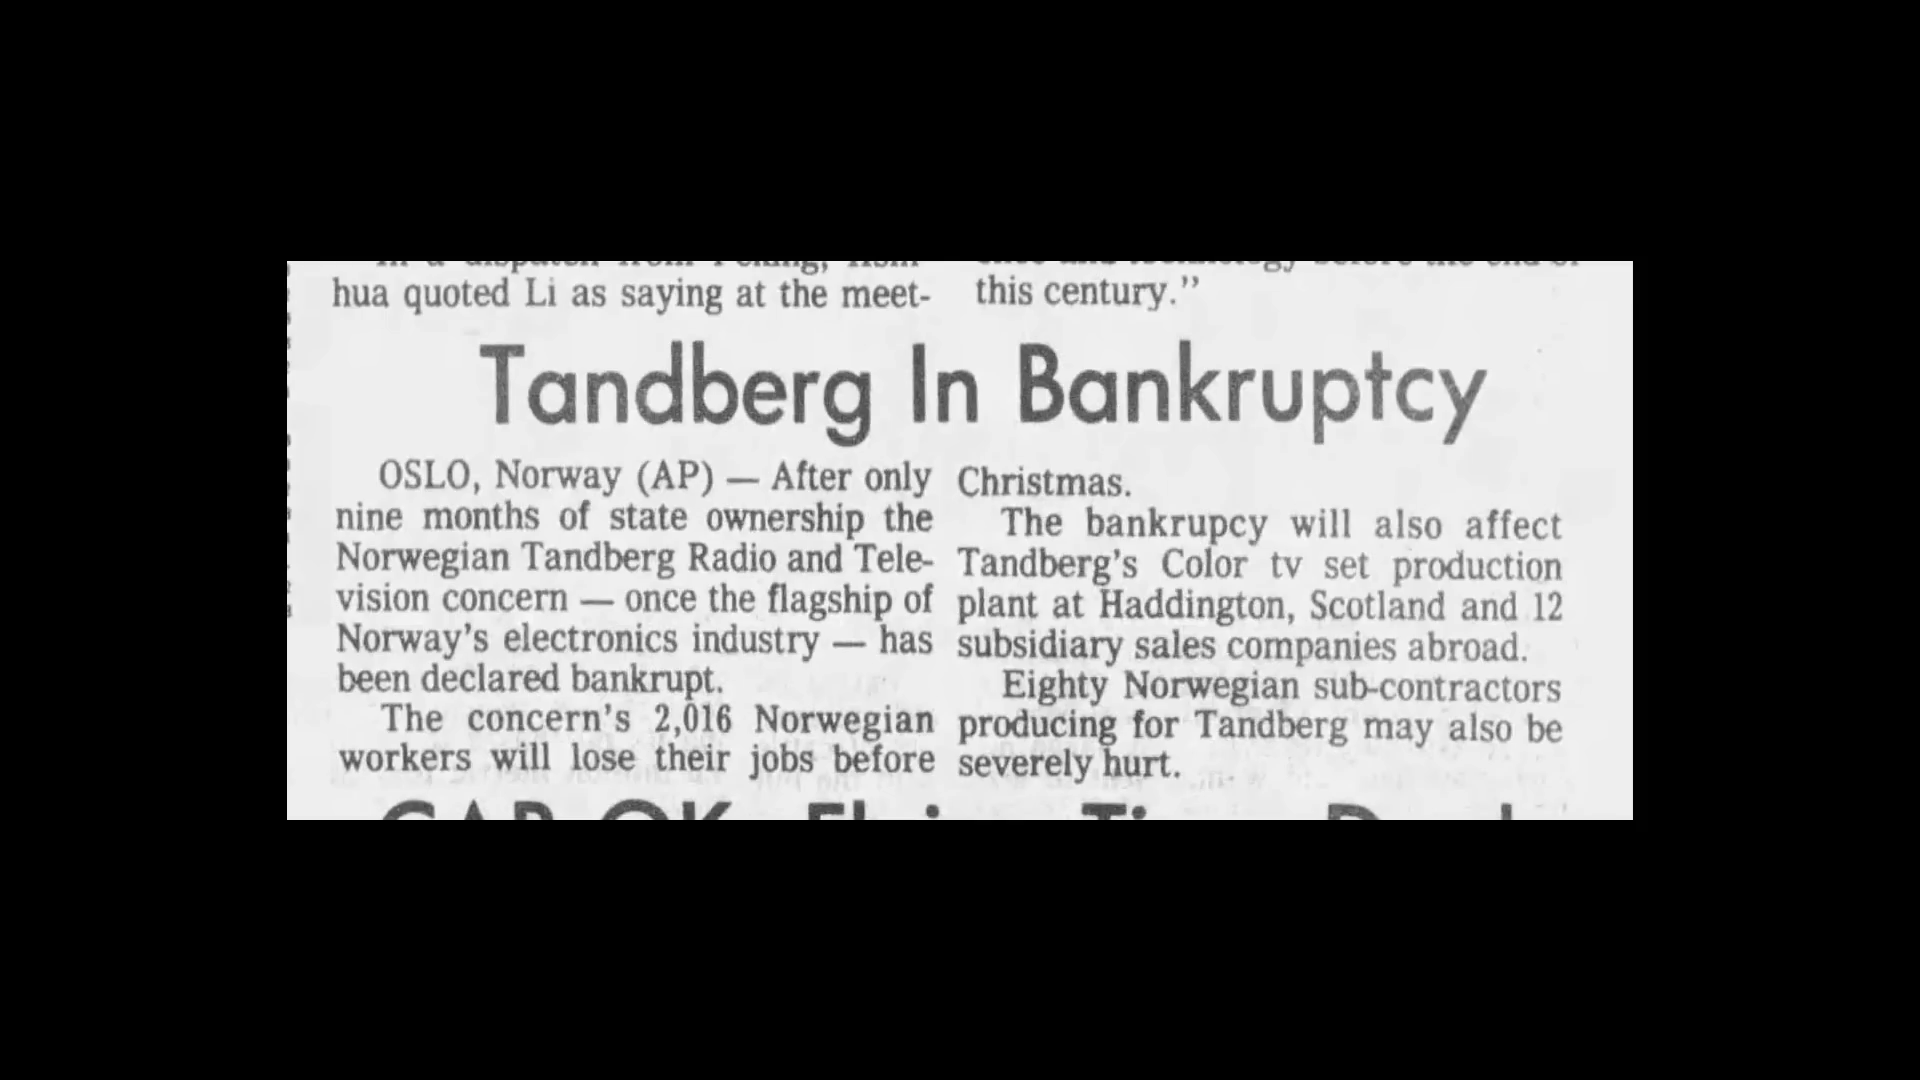 hua quoted Li as saying at the meet-
this century.”
Tandberg In Bankruptcy
OSLO, Norway (AP) — After only
nine months of state ownership the
Norwegian Tandberg Radio and Tele-
vision concern — once the flagship of
Norway's electronics industry — has
been declared bankrupt.
The concern's 2,016 Norwegian
workers will lose their jobs before
Christmas.
The bankrupcy will also affect
Tandberg's Color tv set production
plant at Haddington, Scotland and 12
subsidiary sales companies abroad.
Eighty Norwegian sub-contractors
producing for Tandberg may also be
severely hurt.